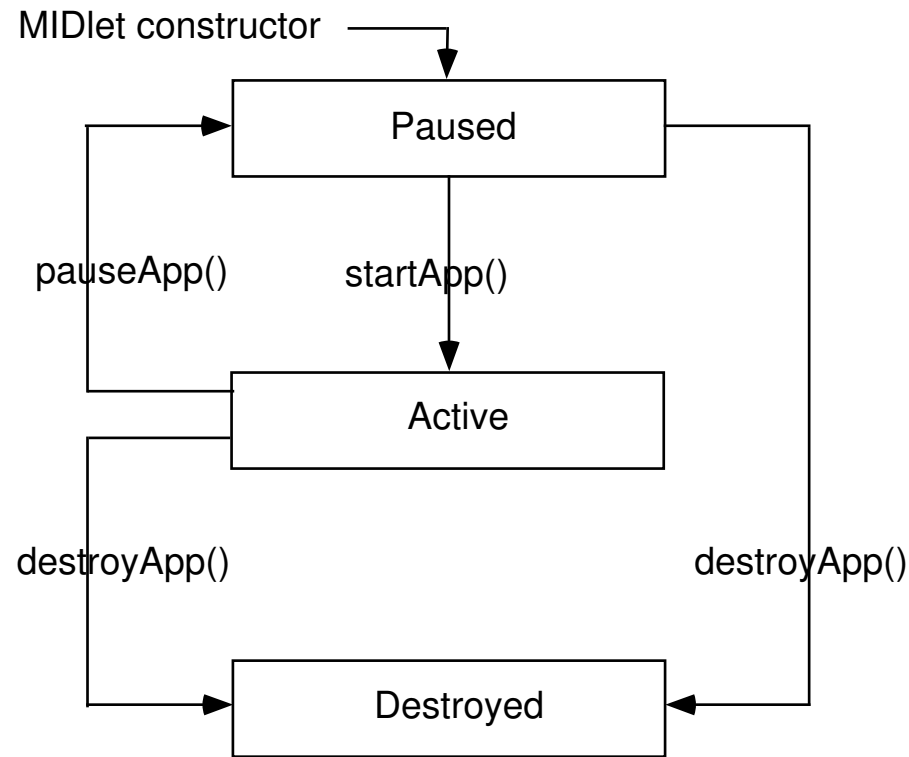 MIDlet constructor
Paused
pauseApp()
startApp()
Active
destroyApp()
destroyApp()
Destroyed